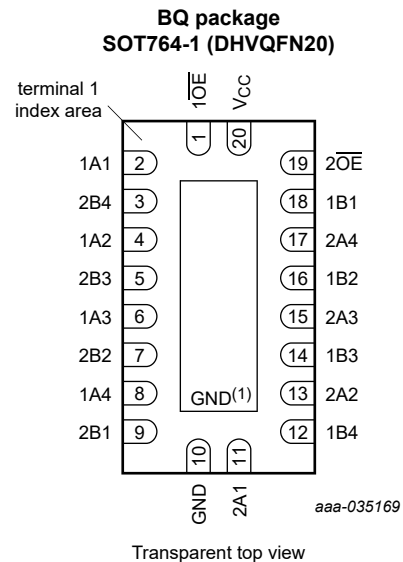 BQ package
SOT764-1 (DHVQFN20)
terminal 1
index area
1O̅E̅
VCC
1
20
1A1 2
19 2O̅E̅
2B4 3
18 1B1
1A2 4
17 2A4
2B3 5
16 1B2
1A3 6
15 2A3
2B2 7
14 1B3
1A4 8
GND(1)
13 2A2
2B1 9
12 1B4
10
11
GND
2A1
aaa-035169
Transparent top view